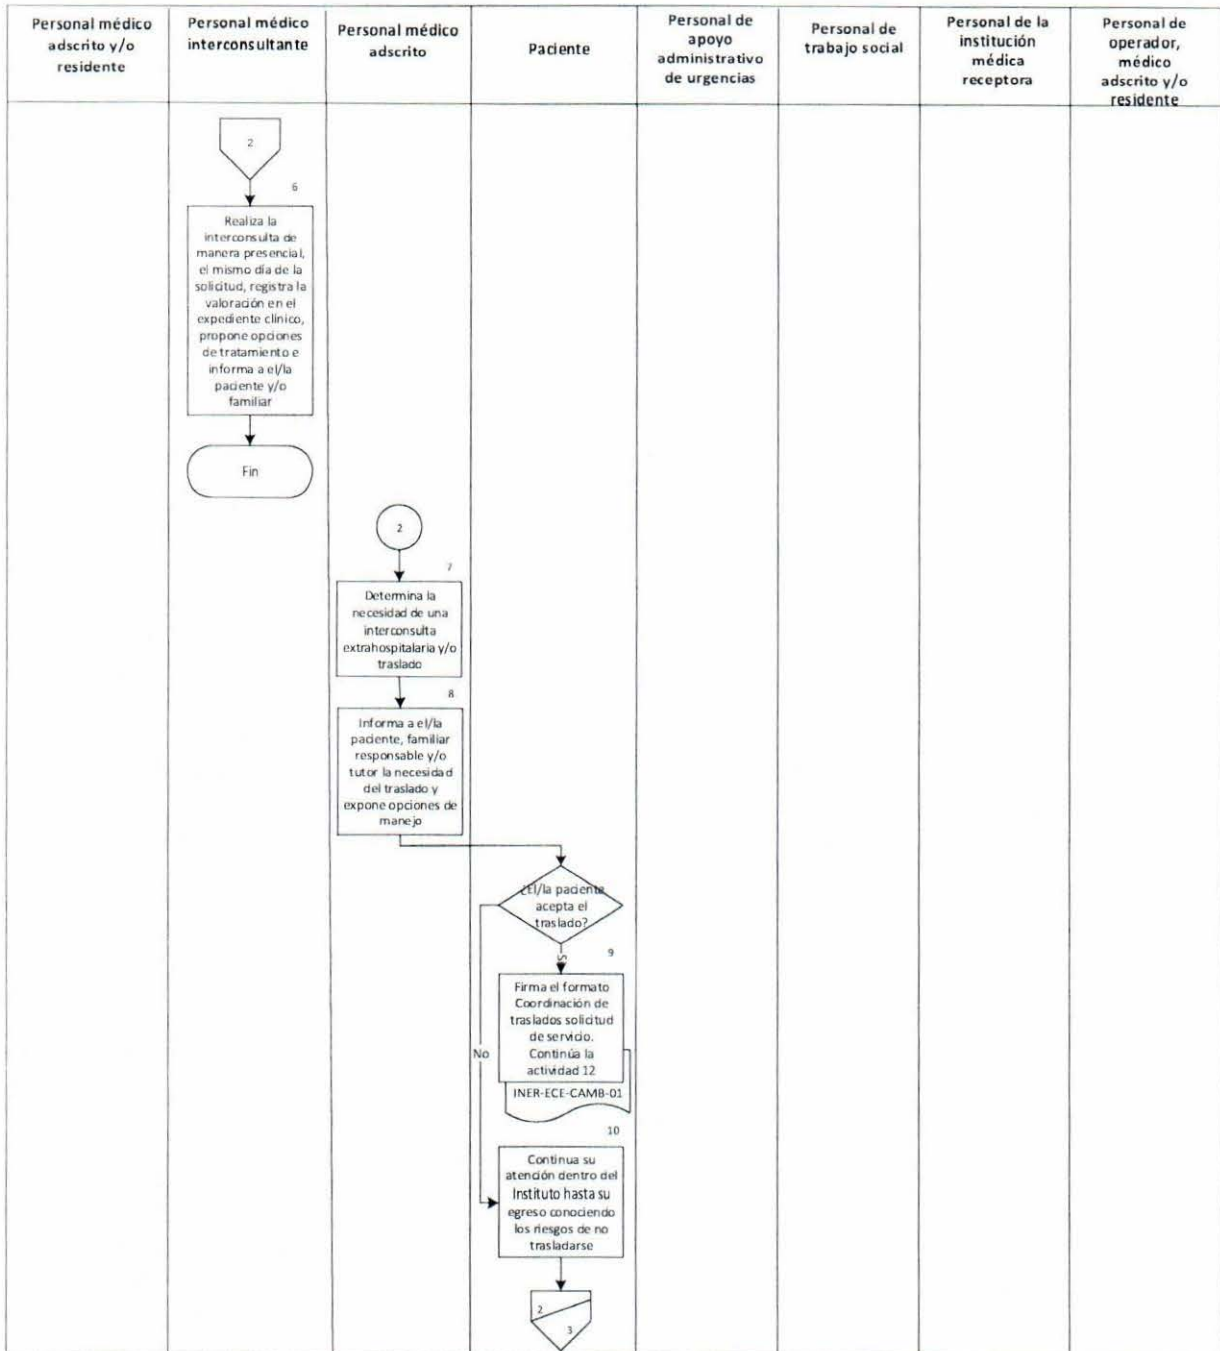 Personal médico
adscrito y/o
residente
Personal médico
interconsultante
Personal médico
adscrito
Paciente
Personal de
apoyo
administrativo
de urgencias
Personal de
trabajo social
Personal de la
institución
médica
receptora
Personal de
operador,
médico
adscrito y/o
residente
2
6
Realiza la
interconsulta de
manera presencial,
el mismo día de la
solicitud, registra la
valoración en el
expediente clínico,
propone opciones
de tratamiento e
informa a el/la
paciente y/o
familiar
Fin
2
7
Determina la
necesidad de una
interconsulta
extrahospitalaria y/o
traslado
8
Informa a el/la
paciente, familiar
responsable y/o
tutor la necesidad
del traslado y
expone opciones de
manejo
¿El/la paciente
acepta el
traslado?
Si
9
Firma el formato
Coordinación de
traslados solicitud
de servicio.
Continúa la
actividad 12
No
INER-ECE-CAMB-01
10
Continua su
atención dentro del
Instituto hasta su
egreso conociendo
los riesgos de no
trasladarse
2
3